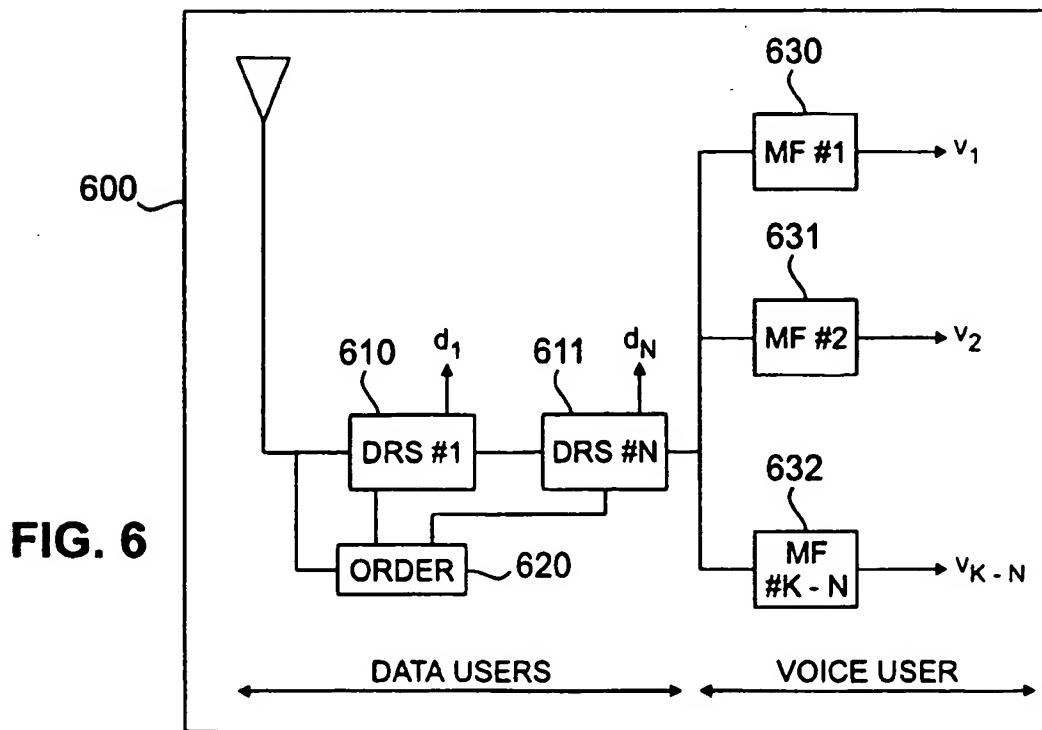 630
MF #1
v1
600
631
MF #2
v2
610
d1
611
dN
DRS #1
DRS #N
632
MF
#K - N
vK - N
FIG. 6
ORDER
620
DATA USERS
VOICE USER